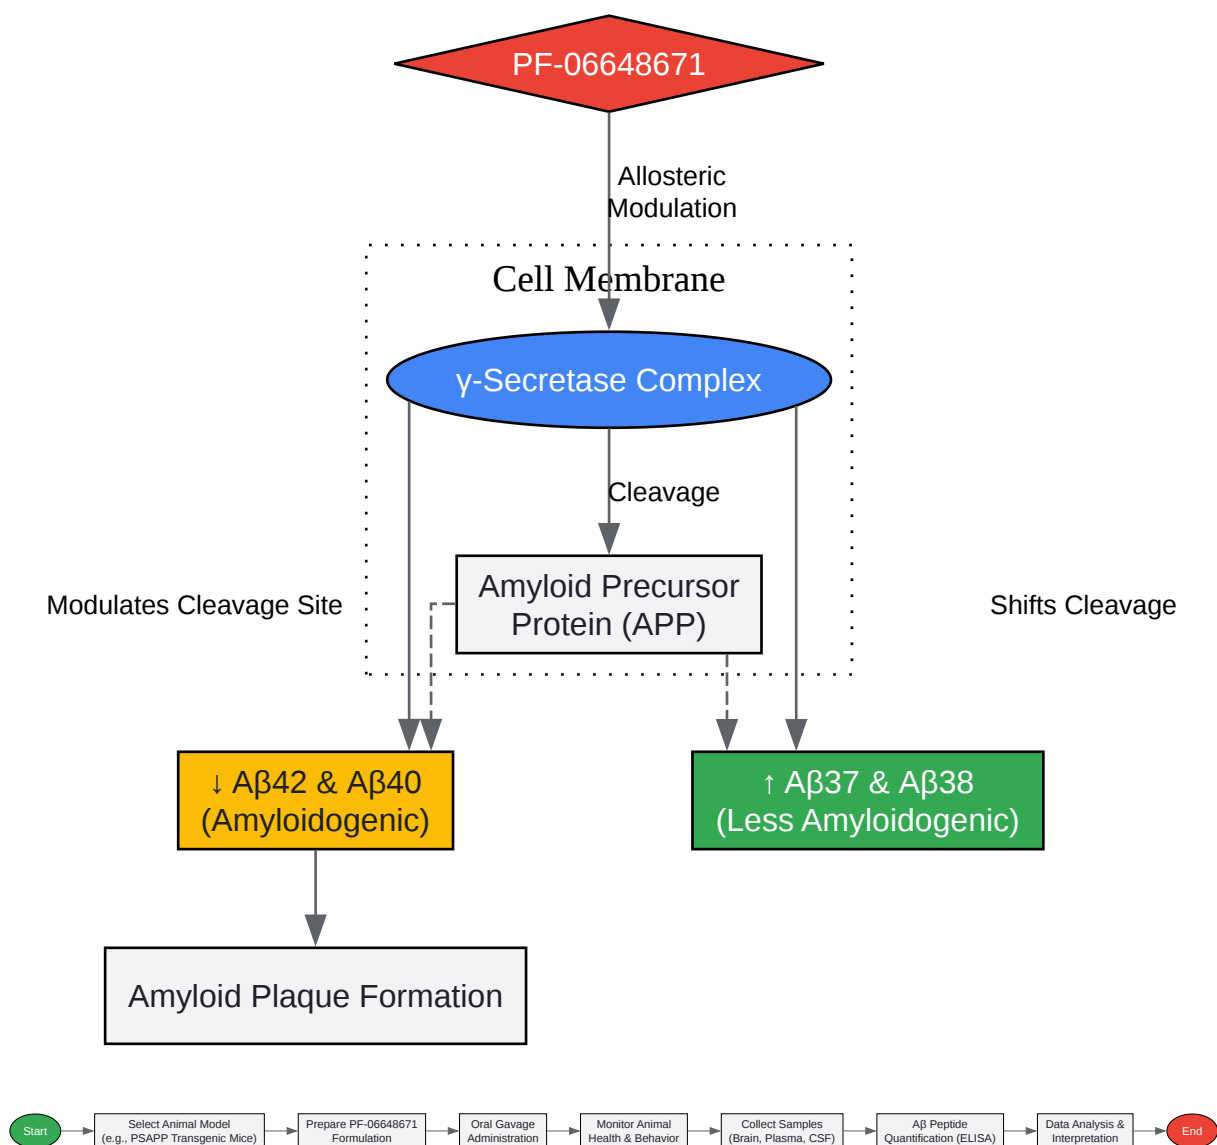 PF-06648671
Allosteric
Modulation
Cell Membrane
γ-Secretase Complex
Cleavage
Amyloid Precursor
Protein (APP)
Modulates Cleavage Site
Shifts Cleavage
↓ Aβ42 & Aβ40
(Amyloidogenic)
↑ Aβ37 & Aβ38
(Less Amyloidogenic)
Amyloid Plaque Formation
Start
Select Animal Model
(e.g., PSAPP Transgenic Mice)
Prepare PF-06648671
Formulation
Oral Gavage
Administration
Monitor Animal
Health & Behavior
Collect Samples
(Brain, Plasma, CSF)
Aβ Peptide
Quantification (ELISA)
Data Analysis &
Interpretation
End